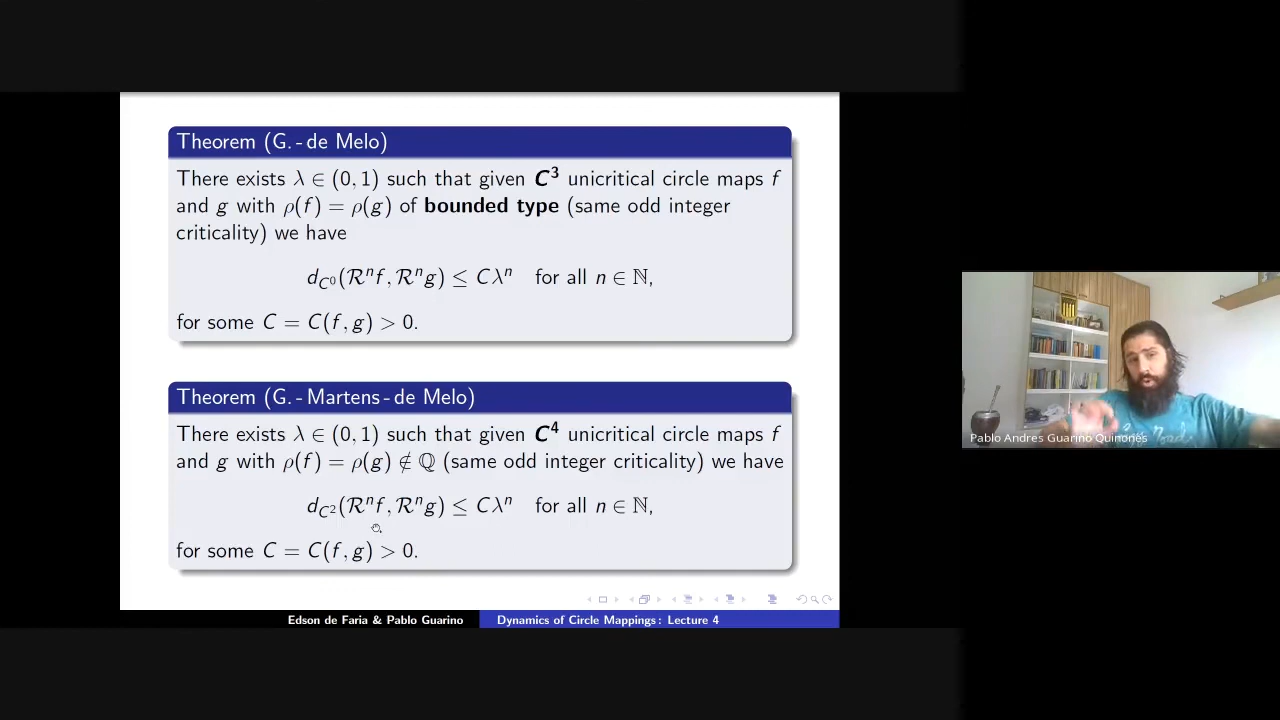 Theorem (G. - de Melo)
There exists λ ∈ (0, 1) such that given C³ unicritical circle maps f
and g with ρ(f) = ρ(g) of bounded type (same odd integer
criticality) we have
d_{C⁰}(ℛⁿf, ℛⁿg) ≤ Cλⁿ for all n ∈ ℕ,
for some C = C(f, g) > 0.
Theorem (G. - Martens - de Melo)
There exists λ ∈ (0, 1) such that given C⁴ unicritical circle maps f
and g with ρ(f) = ρ(g) ∉ ℚ (same odd integer criticality) we have
d_{C²}(ℛⁿf, ℛⁿg) ≤ Cλⁿ for all n ∈ ℕ,
for some C = C(f, g) > 0.
Edson de Faria & Pablo Guarino
Dynamics of Circle Mappings: Lecture 4
Pablo Andres Guarino Quinones